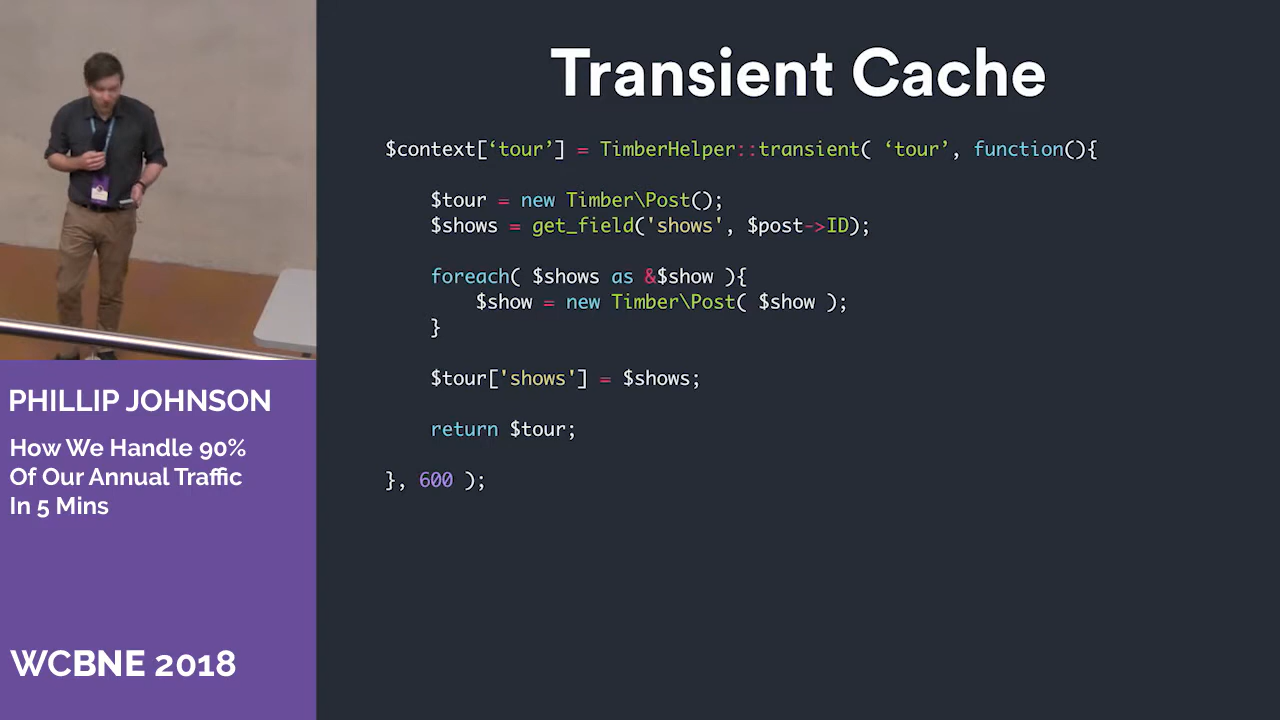 Transient Cache
$context[‘tour’] = TimberHelper::transient( ‘tour’, function(){
$tour = new Timber\Post();
$shows = get_field('shows', $post->ID);
foreach( $shows as &$show ){
$show = new Timber\Post( $show );
}
$tour['shows'] = $shows;
return $tour;
}, 600 );
PHILLIP JOHNSON
How We Handle 90%
Of Our Annual Traffic
In 5 Mins
WCBNE 2018